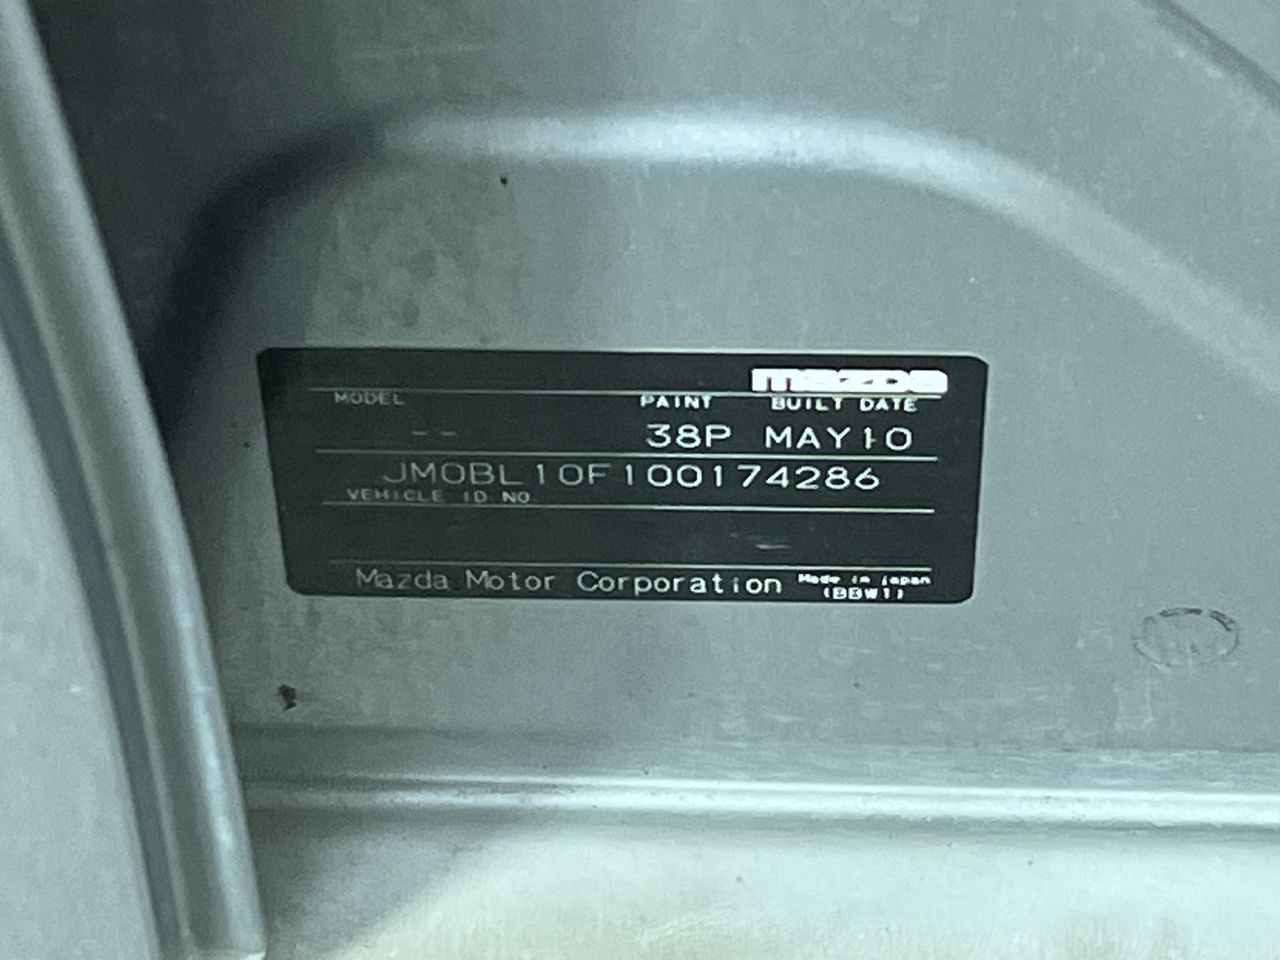 mazda
MODEL PAINT BUILT DATE
-- 38P MAY10
JM0BL10F100174286
VEHICLE ID NO.
Mazda Motor Corporation Made in Japan
(BBW1)